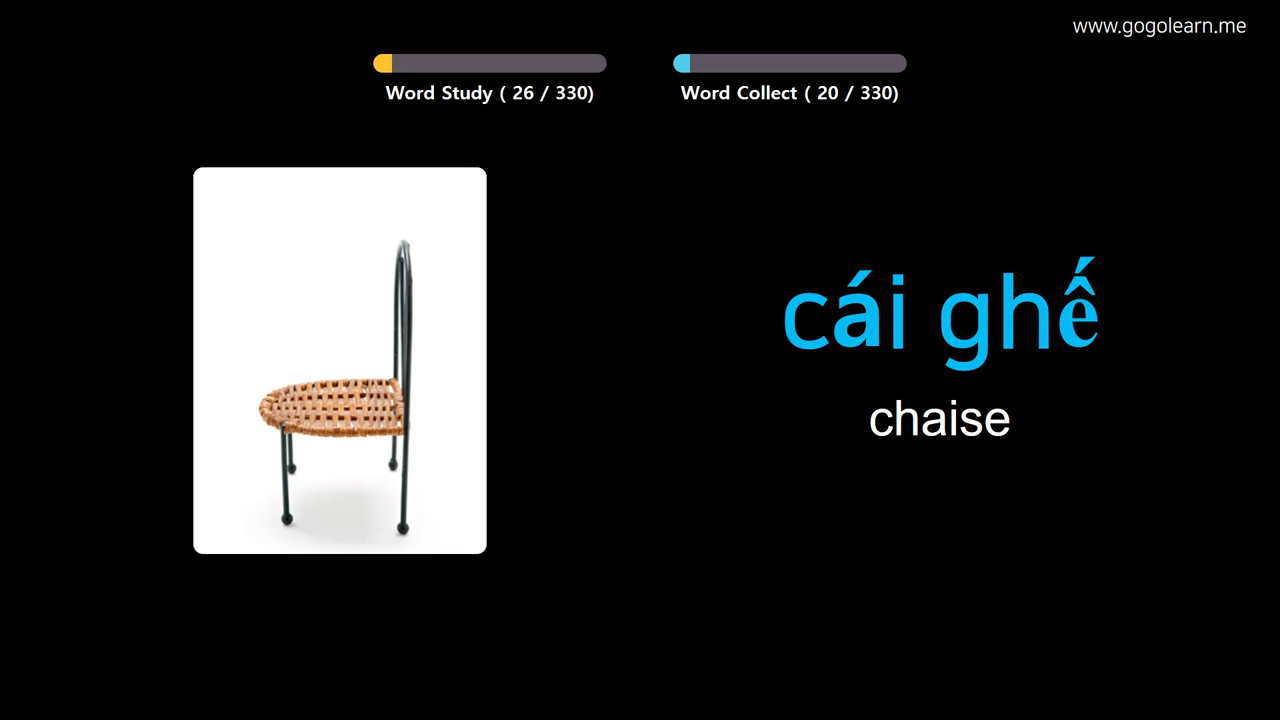 www.gogolearn.me
Word Study ( 26 / 330)
Word Collect ( 20 / 330)
cái ghế
chaise